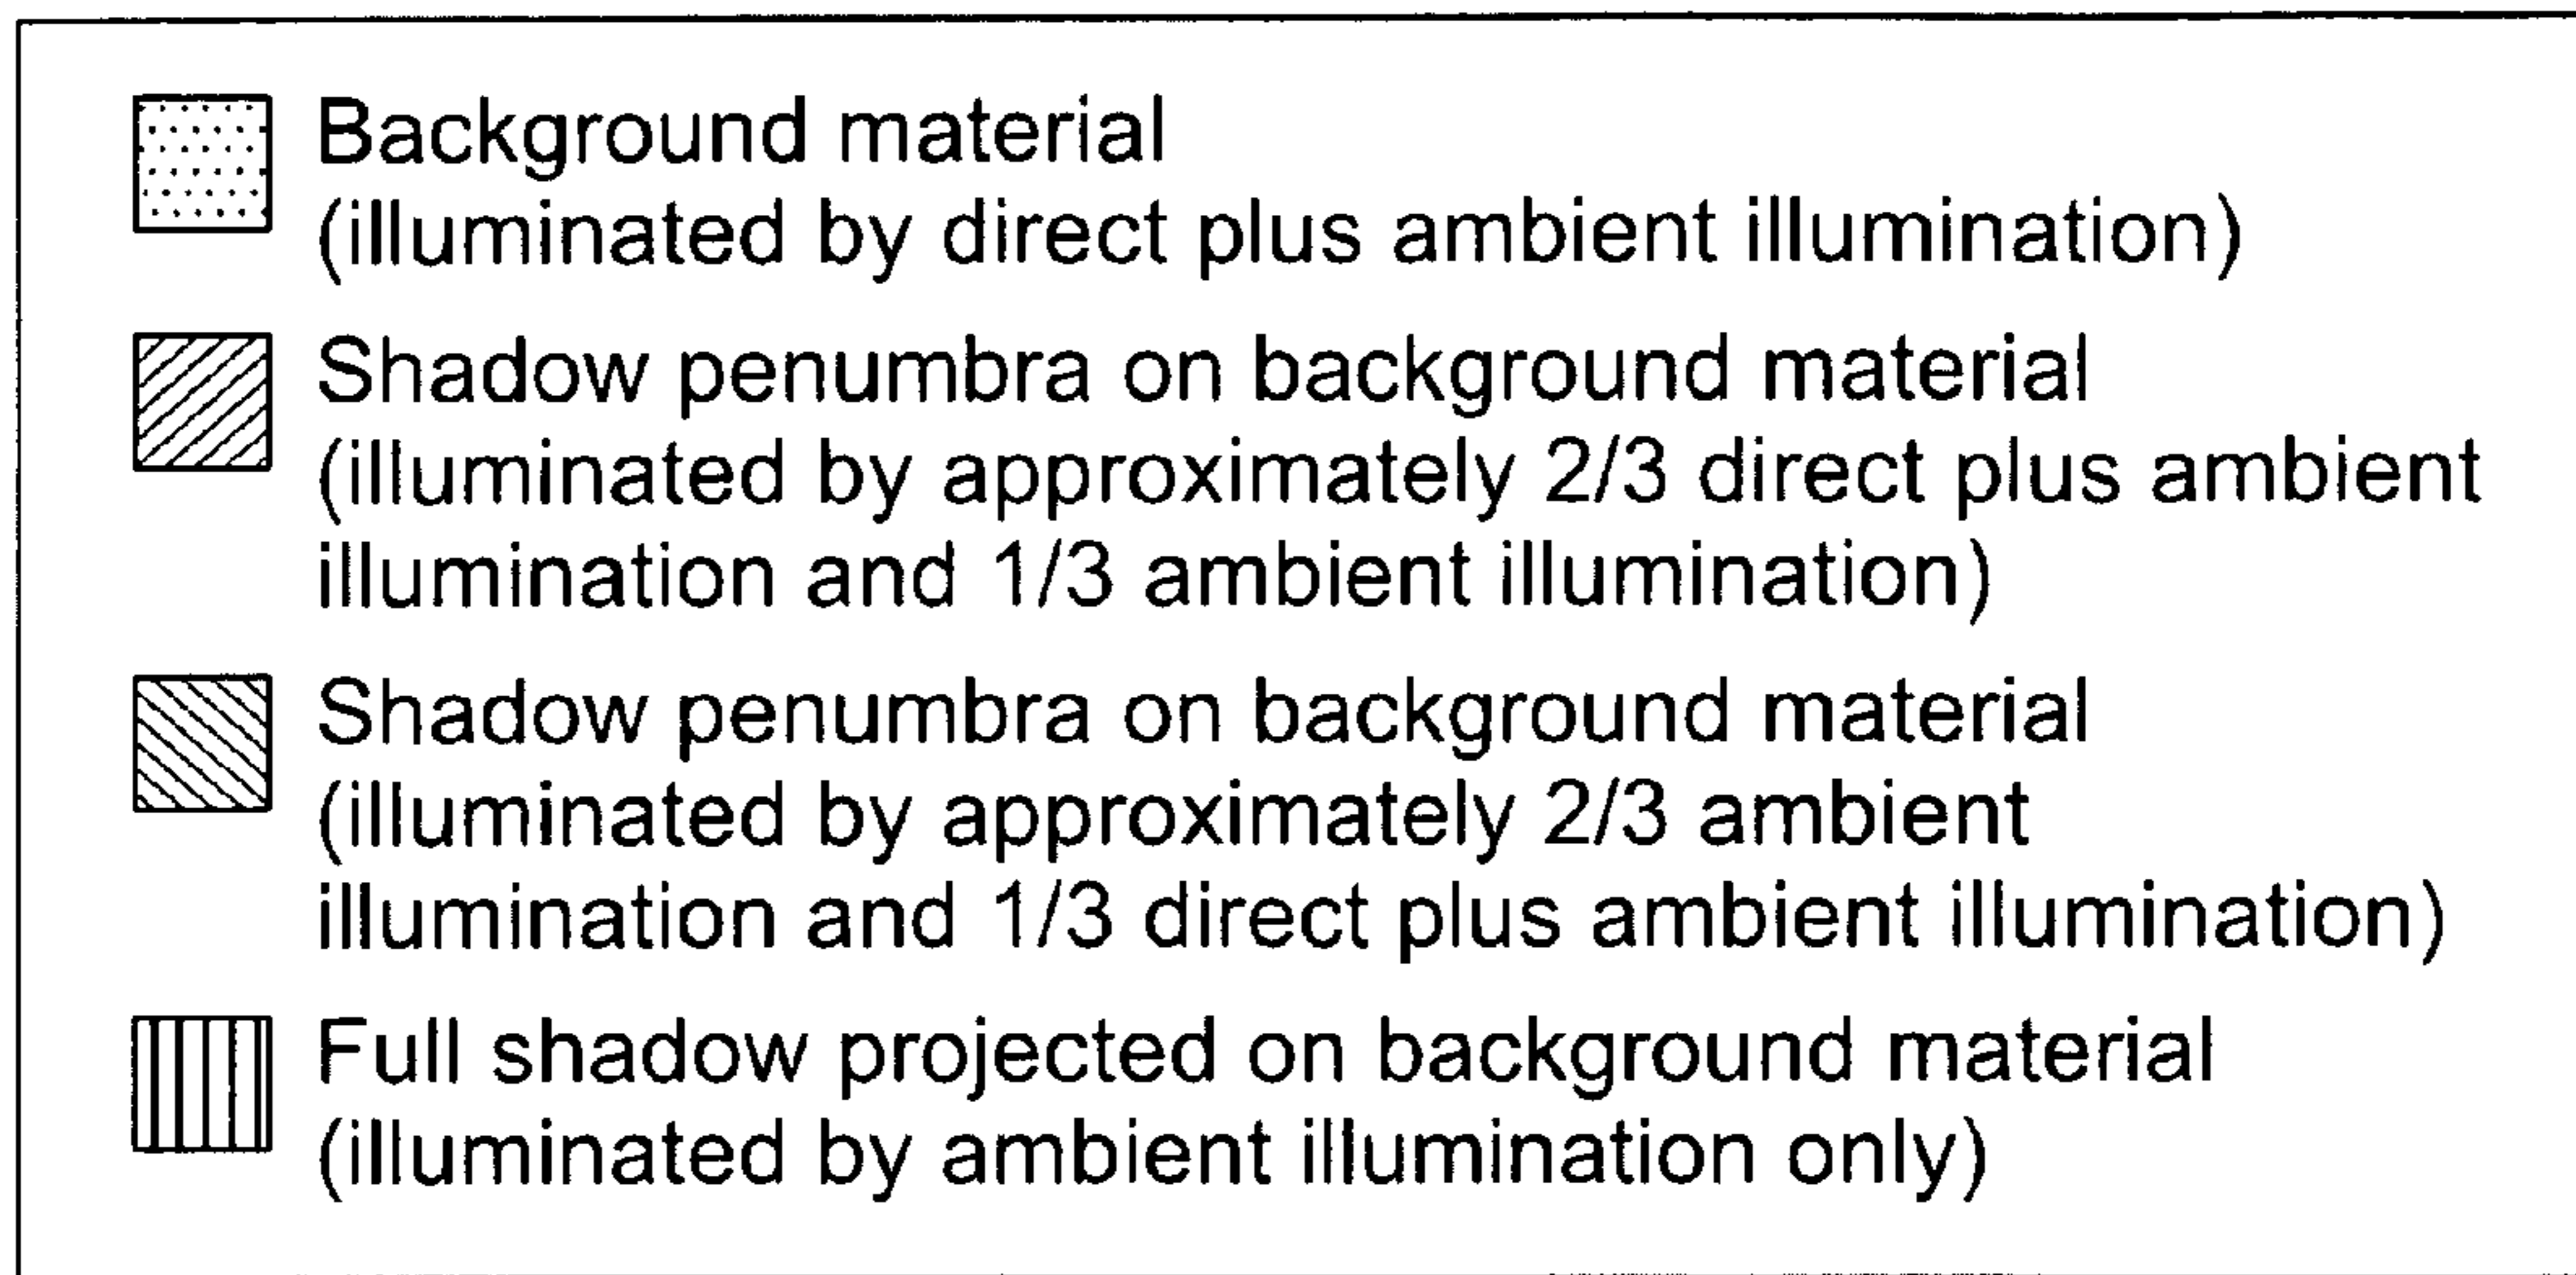 Background material
(illuminated by direct plus ambient illumination)
Shadow penumbra on background material
(illuminated by approximately 2/3 direct plus ambient
illumination and 1/3 ambient illumination)
Shadow penumbra on background material
(illuminated by approximately 2/3 ambient
illumination and 1/3 direct plus ambient illumination)
Full shadow projected on background material
(illuminated by ambient illumination only)